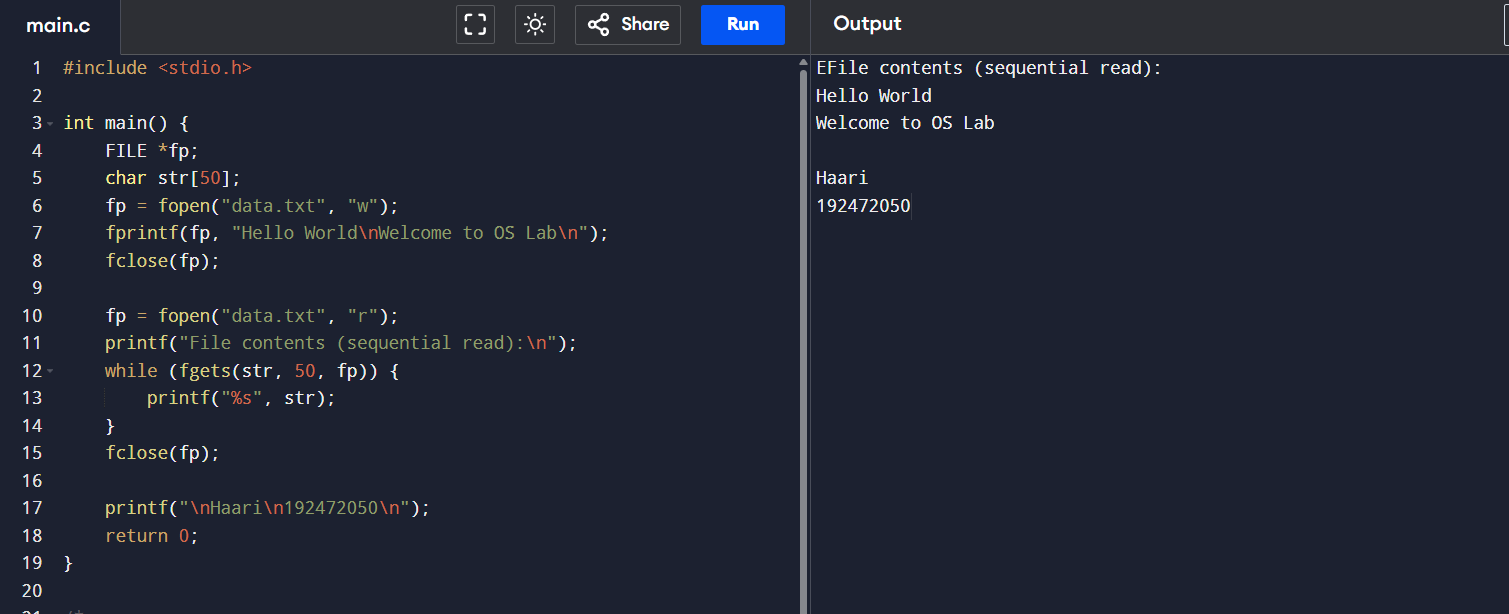 main.c
Share
Run
Output
1 #include <stdio.h>
2
3 int main() {
4     FILE *fp;
5     char str[50];
6     fp = fopen("data.txt", "w");
7     fprintf(fp, "Hello World\nWelcome to OS Lab\n");
8     fclose(fp);
9
10     fp = fopen("data.txt", "r");
11     printf("File contents (sequential read):\n");
12     while (fgets(str, 50, fp)) {
13         printf("%s", str);
14     }
15     fclose(fp);
16
17     printf("\nHaari\n192472050\n");
18     return 0;
19 }
20
EFile contents (sequential read):
Hello World
Welcome to OS Lab

Haari
192472050